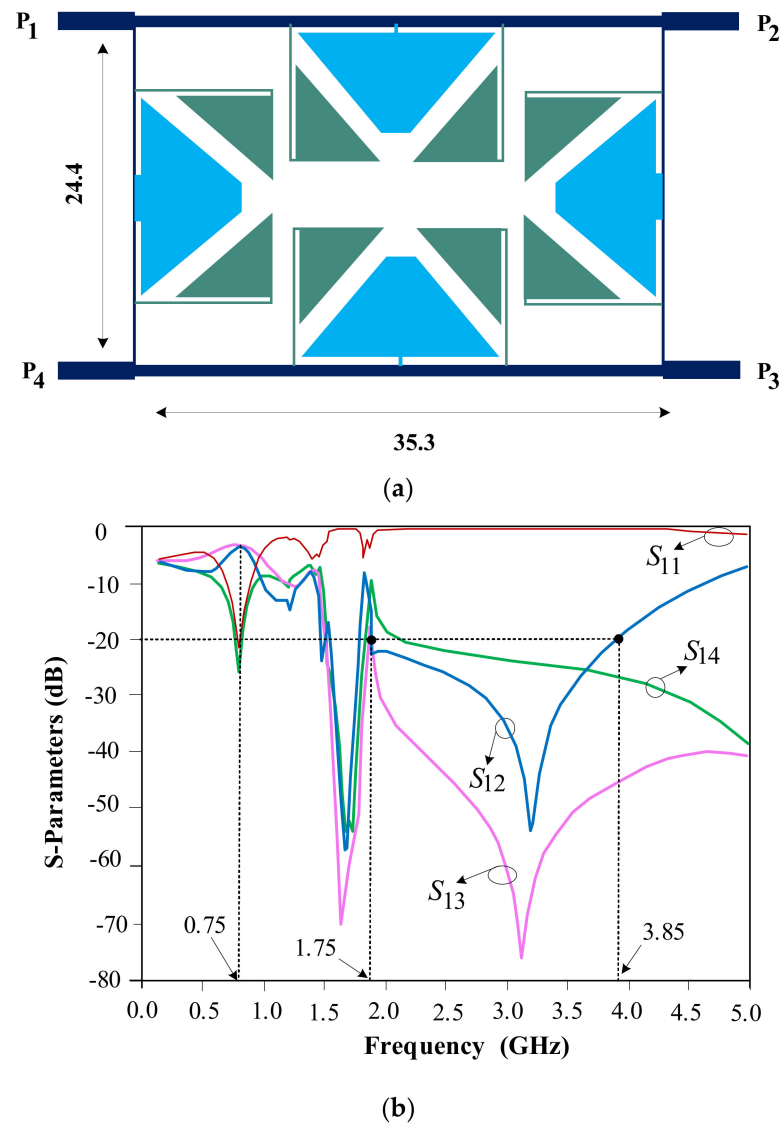 P1
P2
24.4
P4
P3
35.3
(a)
S-Parameters (dB)
0
-10
-20
-30
-40
-50
-60
-70
-80
S11
S14
S12
S13
0.75
1.75
3.85
0.0 0.5 1.0 1.5 2.0 2.5 3.0 3.5 4.0 4.5 5.0
Frequency (GHz)
(b)